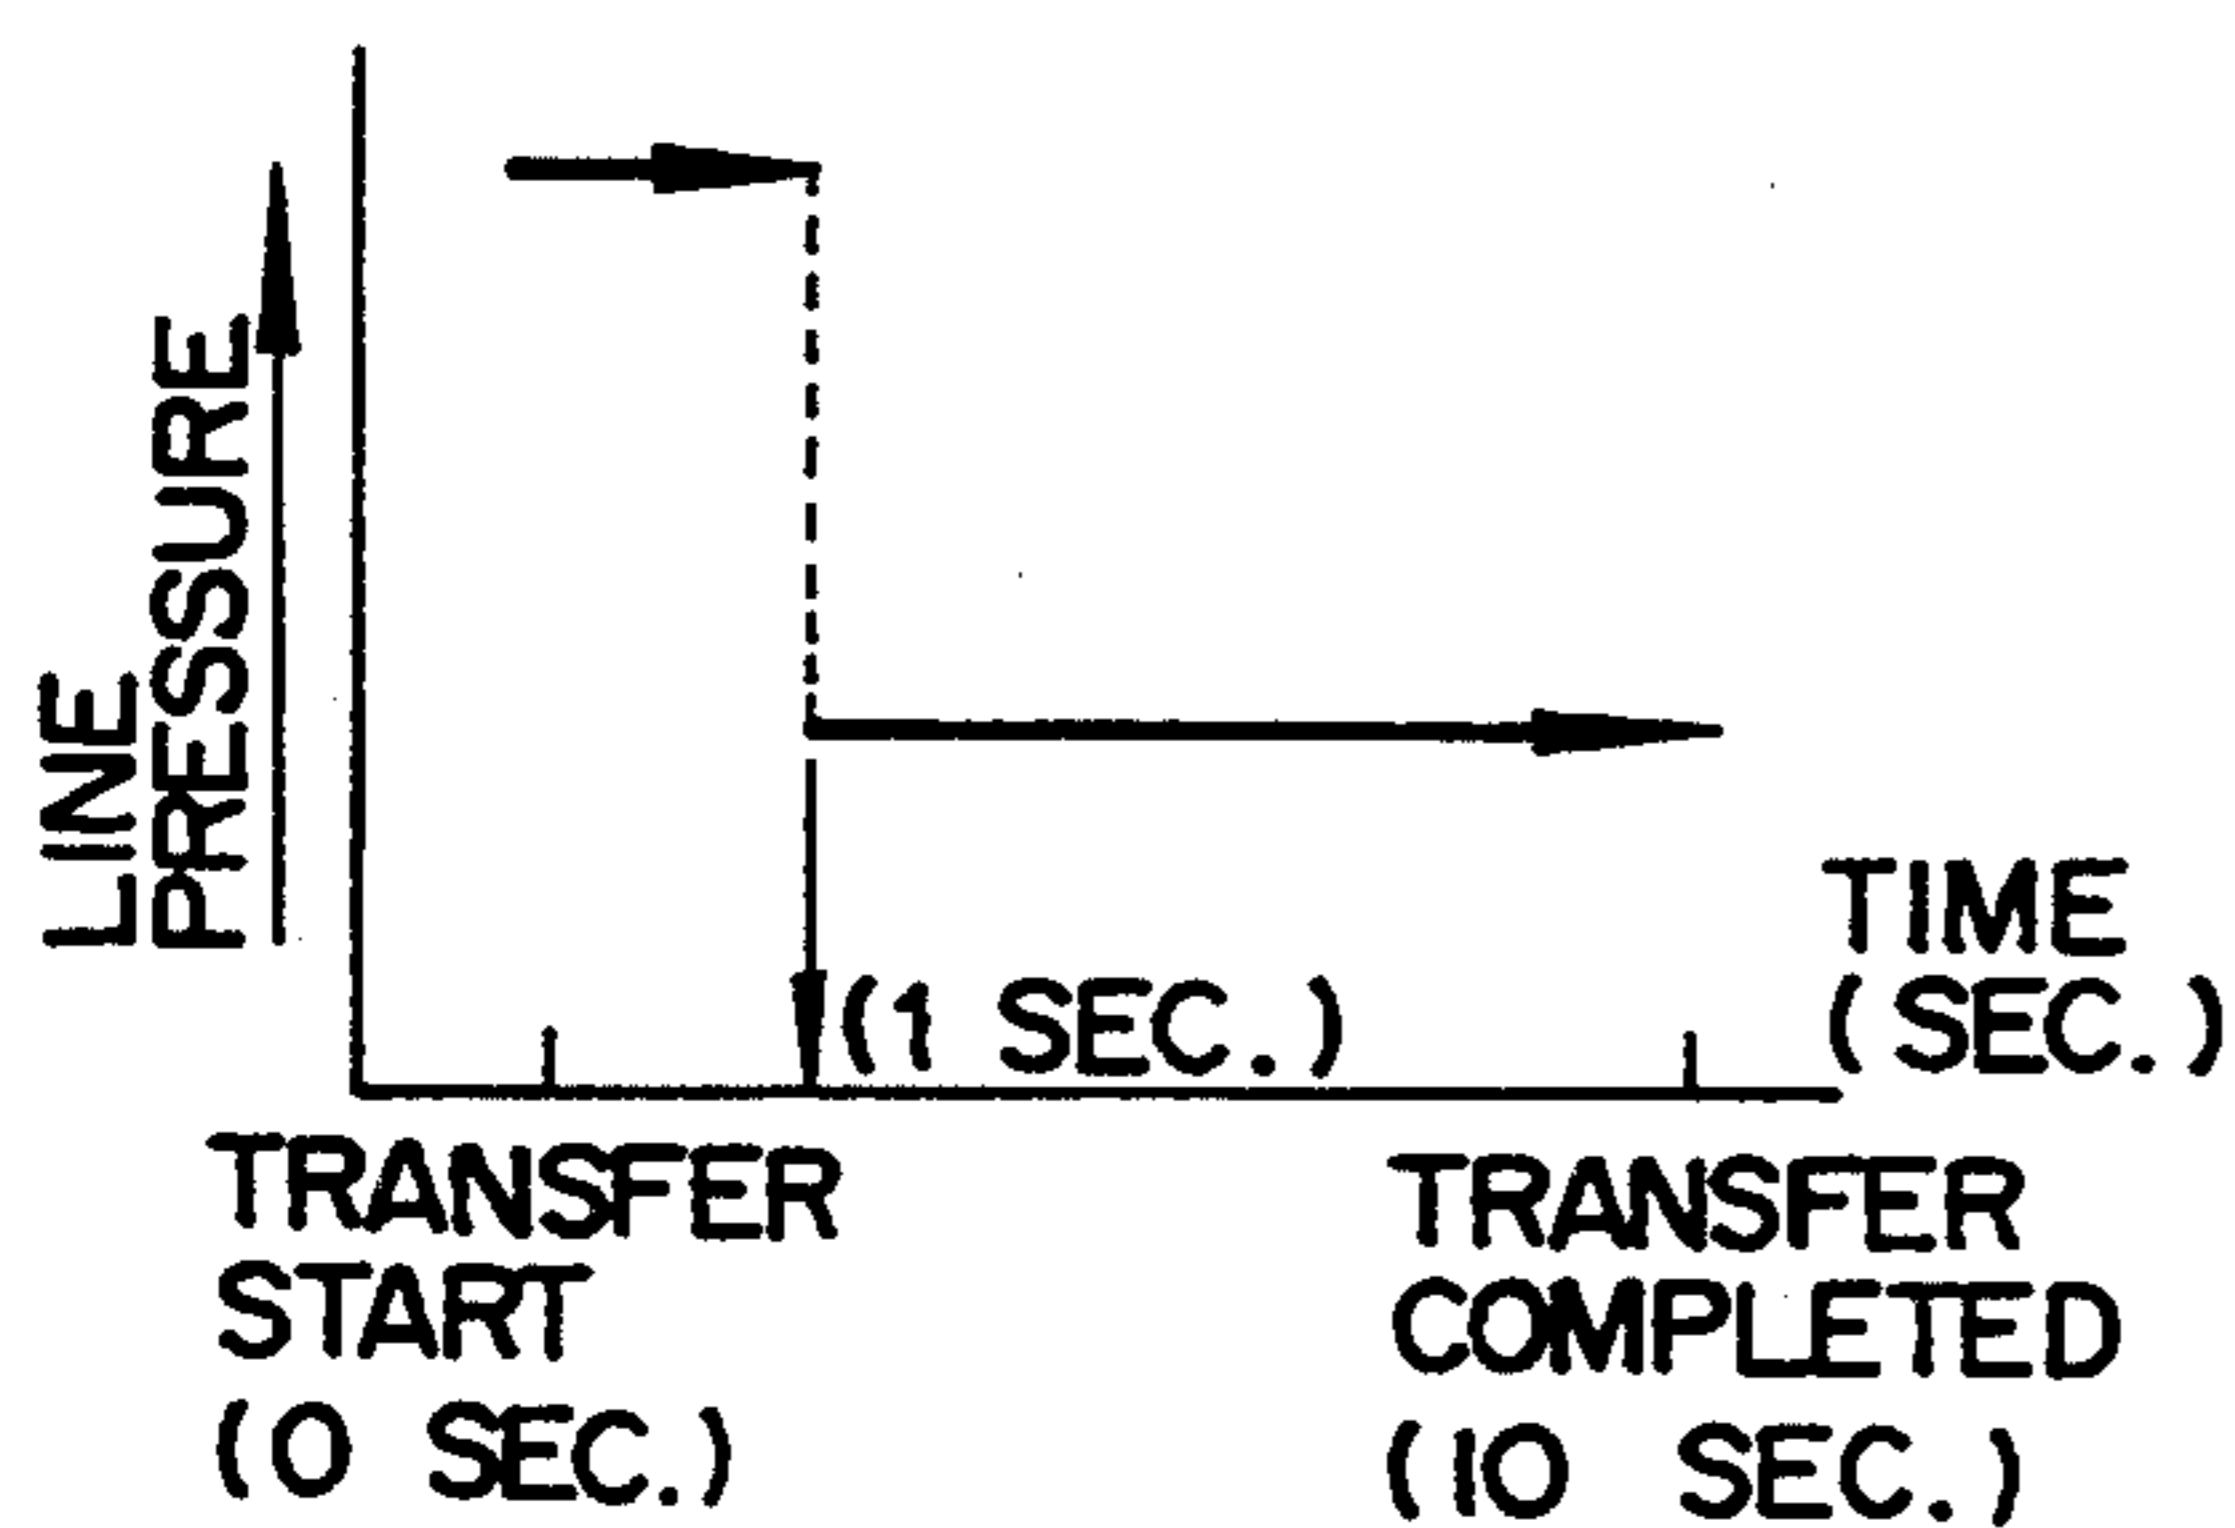 LINE
PRESSURE
(1 SEC.)
TIME
(SEC.)
TRANSFER
START
(0 SEC.)
TRANSFER
COMPLETED
(10 SEC.)